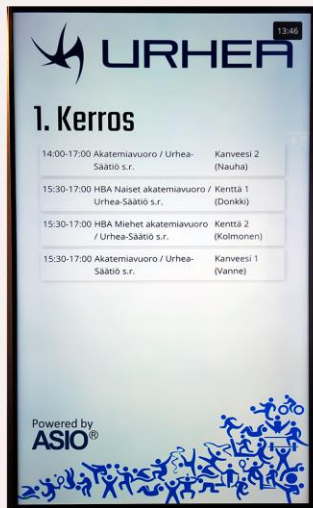 13:46
URHEA
1. Kerros
14:00-17:00 Akatemiavuoro / Urhea- Kanveesi 2
Säätiö s.r. (Nauha)
15:30-17:00 HBA Naiset akatemiavuoro / Kenttä 1
Urhea-Säätiö s.r. (Donkki)
15:30-17:00 HBA Miehet akatemiavuoro Kenttä 2
/ Urhea-Säätiö s.r. (Kolmonen)
15:30-17:00 Akatemiavuoro / Urhea- Kanveesi 1
Säätiö s.r. (Vanne)
Powered by
ASIO®